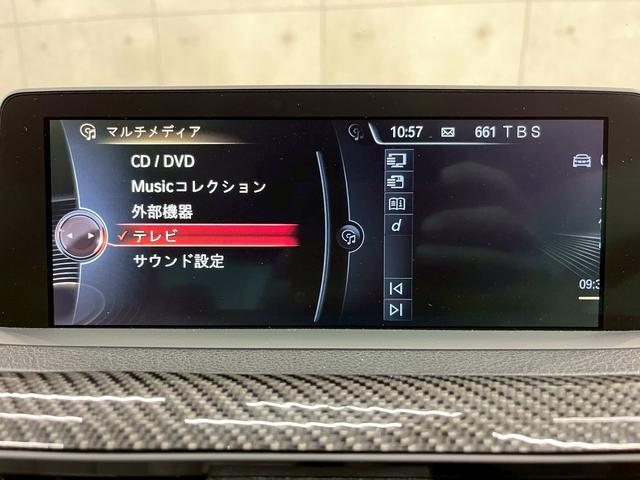 マルチメディア
10:57 661 TBS
CD / DVD
Musicコレクション
外部機器
テレビ
サウンド設定
d